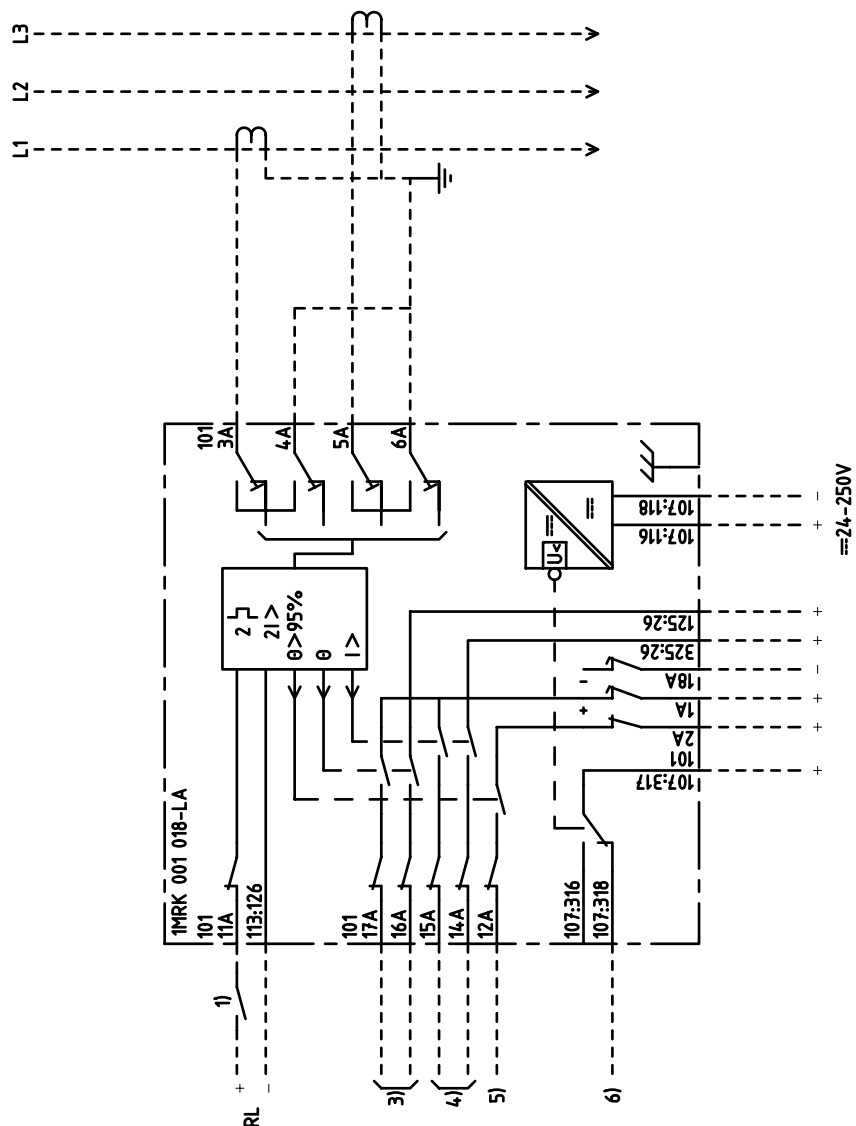 L3
L2
L1
101
3A
4A
5A
6A
2
2I >
Θ>95%
Θ
I >
U<
107:118
107:116
-
+
24-250V
125:26
325:26
18A
1A
2A
101
107:317
+
+
-
+
+
+
-
+
1MRK 001 018-LA
101
11A
113:126
101
17A
16A
15A
14A
12A
107:316
107:318
1)
+
-
RL
3)
4)
5)
6)